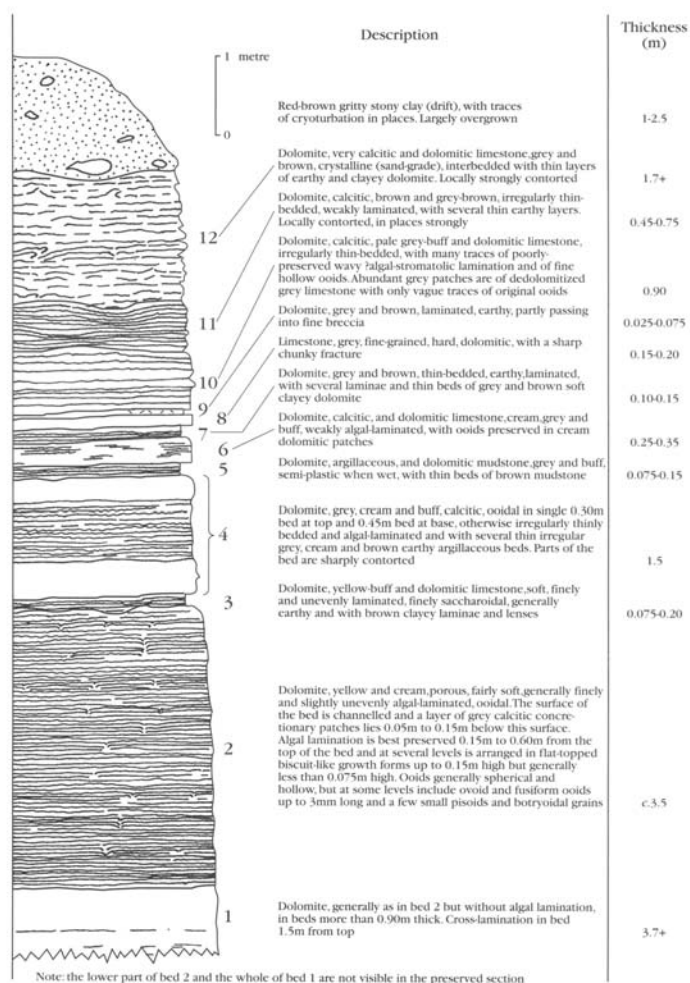 Description
Thickness
(m)
1 metre
0
Red-brown gritty stony clay (drift), with traces
of cryoturbation in places. Largely overgrown
1-2.5
Dolomite, very calcitic and dolomitic limestone,grey and
brown, crystalline (sand-grade), interbedded with thin layers
of earthy and clayey dolomite. Locally strongly contorted
1.7+
12
Dolomite, calcitic, brown and grey-brown, irregularly thin-
bedded, weakly laminated, with several thin earthy layers.
Locally contorted, in places strongly
0.45-0.75
11
Dolomite, calcitic, pale grey-buff and dolomitic limestone,
irregularly thin-bedded, with many traces of poorly-
preserved wavy ?algal-stromatolic lamination and of fine
hollow ooids.Abundant grey patches are of dedolomitized
grey limestone with only vague traces of original ooids
0.90
10
Dolomite, grey and brown, laminated, earthy, partly passing
into fine breccia
0.025-0.075
9
Limestone, grey, fine-grained, hard, dolomitic, with a sharp
chunky fracture
0.15-0.20
8
Dolomite, grey and brown, thin-bedded, earthy,laminated,
with several laminae and thin beds of grey and brown soft
clayey dolomite
0.10-0.15
7
Dolomite, calcitic, and dolomitic limestone,cream,grey and
buff, weakly algal-laminated, with ooids preserved in cream
dolomitic patches
0.25-0.35
6
Dolomite, argillaceous, and dolomitic mudstone,grey and buff,
semi-plastic when wet, with thin beds of brown mudstone
0.075-0.15
5
Dolomite, grey, cream and buff, calcitic, ooidal in single 0.30m
bed at top and 0.45m bed at base, otherwise irregularly thinly
bedded and algal-laminated and with several thin irregular
grey, cream and brown earthy argillaceous beds. Parts of the
bed are sharply contorted
1.5
4
Dolomite, yellow-buff and dolomitic limestone,soft, finely
and unevenly laminated, finely saccharoidal, generally
earthy and with brown clayey laminae and lenses
0.075-0.20
3
Dolomite, yellow and cream,porous, fairly soft,generally finely
and slightly unevenly algal-laminated, ooidal.The surface of
the bed is channelled and a layer of grey calcitic concre-
tionary patches lies 0.05m to 0.15m below this surface.
Algal lamination is best preserved 0.15m to 0.60m from the
top of the bed and at several levels is arranged in flat-topped
biscuit-like growth forms up to 0.15m high but generally
less than 0.075m high. Ooids generally spherical and
hollow, but at some levels include ovoid and fusiform ooids
up to 3mm long and a few small pisoids and botryoidal grains
c.3.5
2
Dolomite, generally as in bed 2 but without algal lamination,
in beds more than 0.90m thick. Cross-lamination in bed
1.5m from top
3.7+
1
Note: the lower part of bed 2 and the whole of bed 1 are not visible in the preserved section